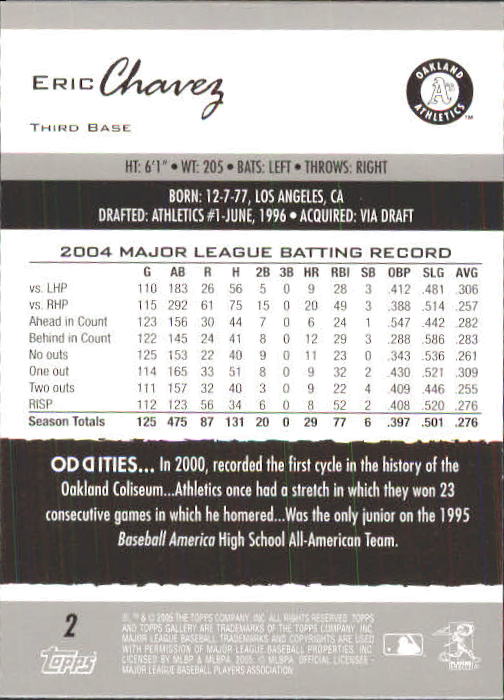 ERIC Chavez
OAKLAND
A's
ATHLETICS
TM
THIRD BASE
HT: 6'1" • WT: 205 • BATS: LEFT • THROWS: RIGHT
BORN: 12-7-77, LOS ANGELES, CA
DRAFTED: ATHLETICS #1-JUNE, 1996 • ACQUIRED: VIA DRAFT
2004 MAJOR LEAGUE BATTING RECORD
G AB R H 2B 3B HR RBI SB OBP SLG AVG
vs. LHP 110 183 26 56 5 0 9 28 3 .412 .481 .306
vs. RHP 115 292 61 75 15 0 20 49 3 .388 .514 .257
Ahead in Count 123 156 30 44 7 0 6 24 1 .547 .442 .282
Behind in Count 122 145 24 41 8 0 12 29 3 .288 .586 .283
No outs 125 153 22 40 9 0 11 23 0 .343 .536 .261
One out 114 165 33 51 8 0 9 32 2 .430 .521 .309
Two outs 111 157 32 40 3 0 9 22 4 .409 .446 .255
RISP 112 123 56 34 6 0 8 52 2 .408 .520 .276
Season Totals 125 475 87 131 20 0 29 77 6 .397 .501 .276
ODDITIES... In 2000, recorded the first cycle in the history of the
Oakland Coliseum...Athletics once had a stretch in which they won 23
consecutive games in which he homered...Was the only junior on the 1995
Baseball America High School All-American Team.
2
Topps
®, ™ & © 2005 THE TOPPS COMPANY, INC. ALL RIGHTS RESERVED. TOPPS
AND TOPPS GALLERY ARE TRADEMARKS OF THE TOPPS COMPANY, INC.
MAJOR LEAGUE BASEBALL TRADEMARKS AND COPYRIGHTS ARE USED
WITH PERMISSION OF MAJOR LEAGUE BASEBALL PROPERTIES, INC.
LICENSED BY MLBP & MLBPA, 2005. © MLBPA. OFFICIAL LICENSEE -
MAJOR LEAGUE BASEBALL PLAYERS ASSOCIATION